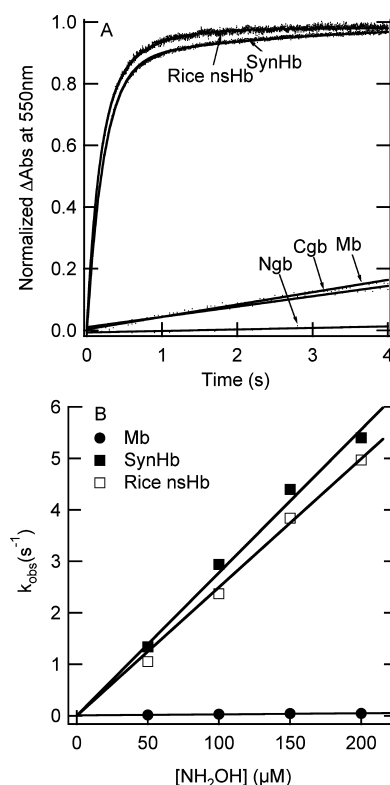 A
Normalized ΔAbs at 550nm
1.0
0.8
0.6
0.4
0.2
0.0
Rice nsHb
SynHb
Ngb
Cgb
Mb
0 1 2 3 4
Time (s)
B
Mb
SynHb
Rice nsHb
k_obs(s⁻¹)
6
5
4
3
2
1
0
0 50 100 150 200
[NH₂OH] (µM)